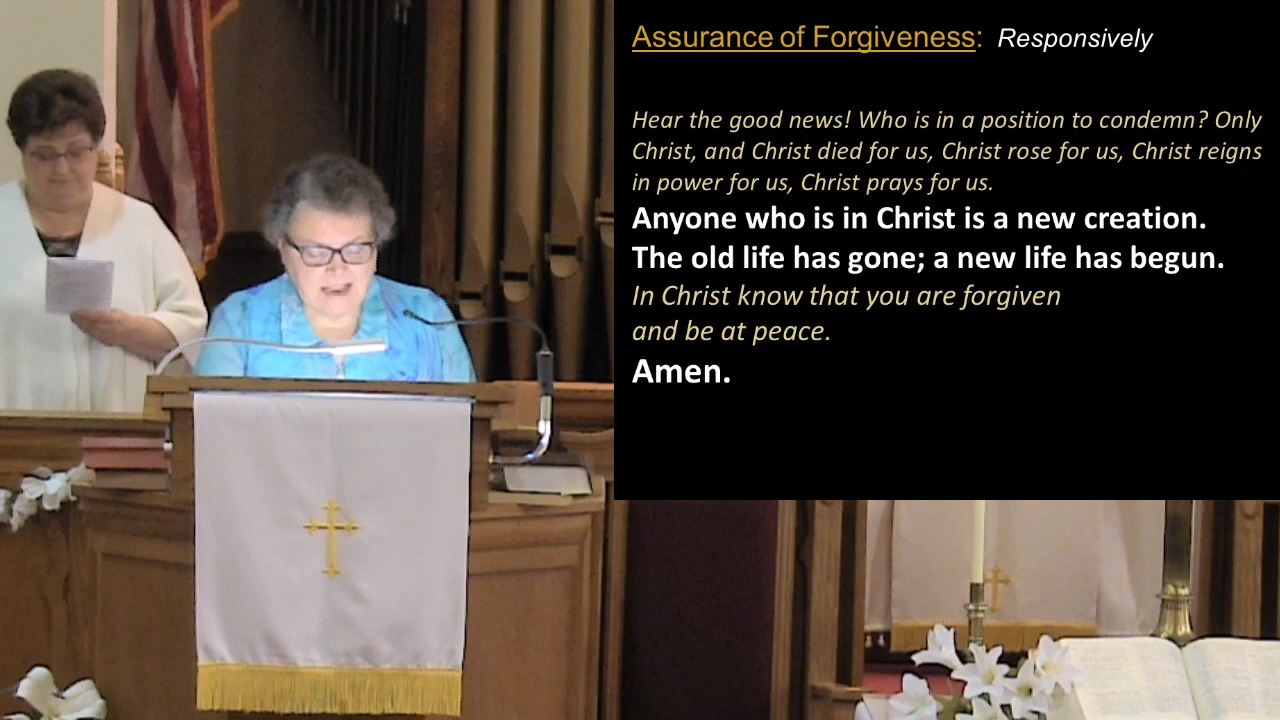 Assurance of Forgiveness: Responsively
Hear the good news! Who is in a position to condemn? Only
Christ, and Christ died for us, Christ rose for us, Christ reigns
in power for us, Christ prays for us.
Anyone who is in Christ is a new creation.
The old life has gone; a new life has begun.
In Christ know that you are forgiven
and be at peace.
Amen.